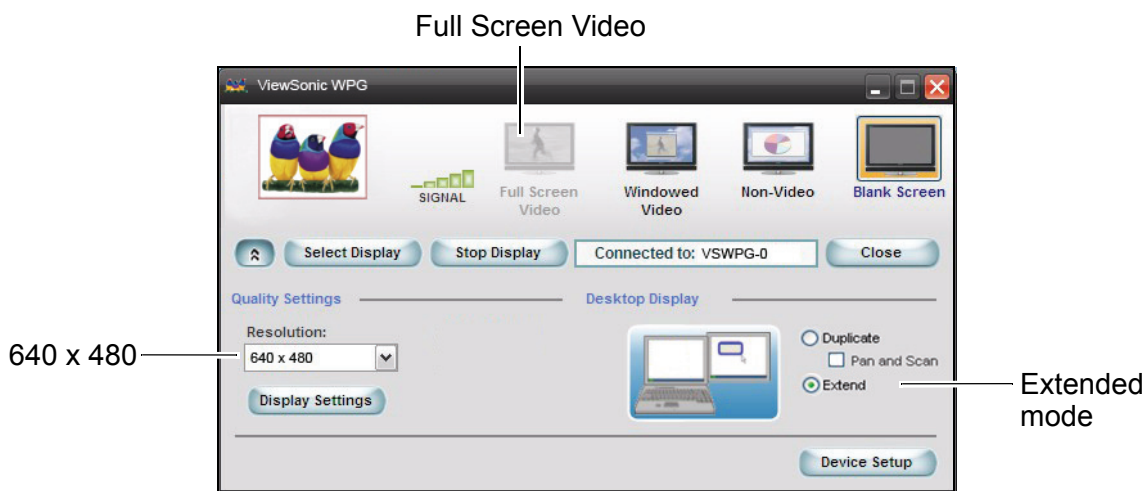 Full Screen Video
ViewSonic WPG
SIGNAL
Full Screen
Video
Windowed
Video
Non-Video
Blank Screen
Select Display
Stop Display
Connected to: VSWPG-0
Close
Quality Settings
Desktop Display
Resolution:
640 x 480
640 x 480
Display Settings
Duplicate
Pan and Scan
Extend
Extended
mode
Device Setup